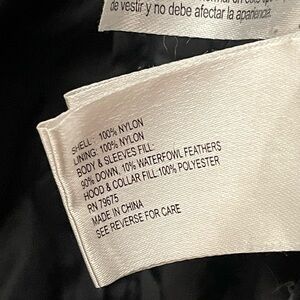 de vestir y no debe afectar la apariencia.
SHELL: 100% NYLON
LINING: 100% NYLON
BODY & SLEEVES FILL:
90% DOWN, 10% WATERFOWL FEATHERS
HOOD & COLLAR FILL:100% POLYESTER
RN 79675
MADE IN CHINA
SEE REVERSE FOR CARE